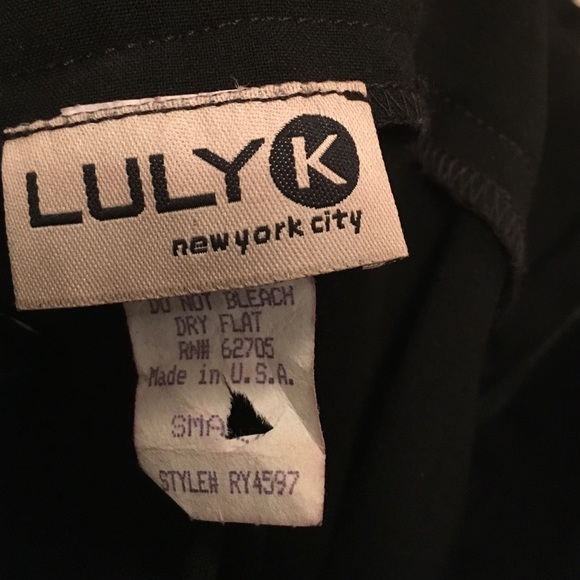 LULY K
new york city
DO NOT BLEACH
DRY FLAT
RN# 62705
Made in U.S.A.
SMA
STYLE# RY4597